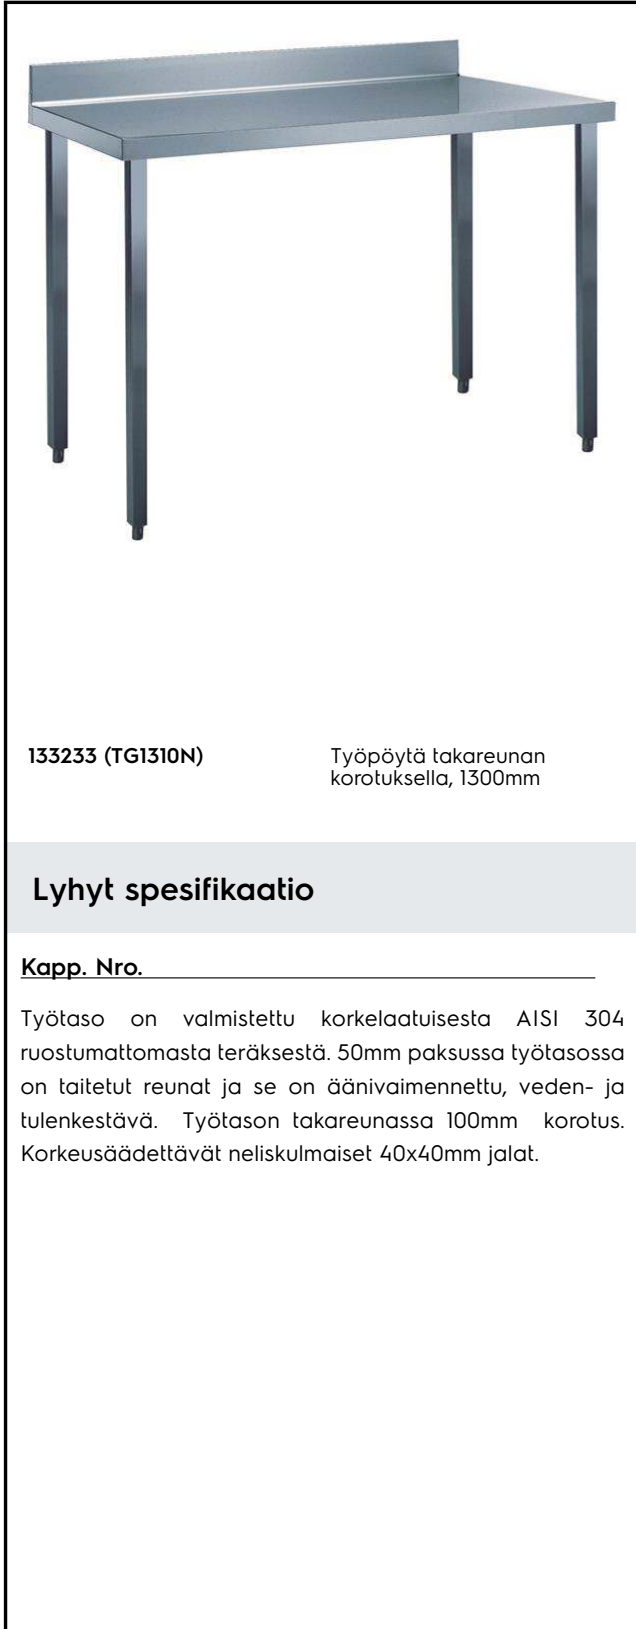 133233 (TG1310N)
Työpöytä takareunan
korotuksella, 1300mm
Lyhyt spesifikaatio
Kapp. Nro.
Työtaso on valmistettu korkelaatuisesta AISI 304
ruostumattomasta teräksestä. 50mm paksussa työtasossa
on taitetut reunat ja se on äänivaimennettu, veden- ja
tulenkestävä. Työtason takareunassa 100mm korotus.
Korkeusäädettävät neliskulmaiset 40x40mm jalat.